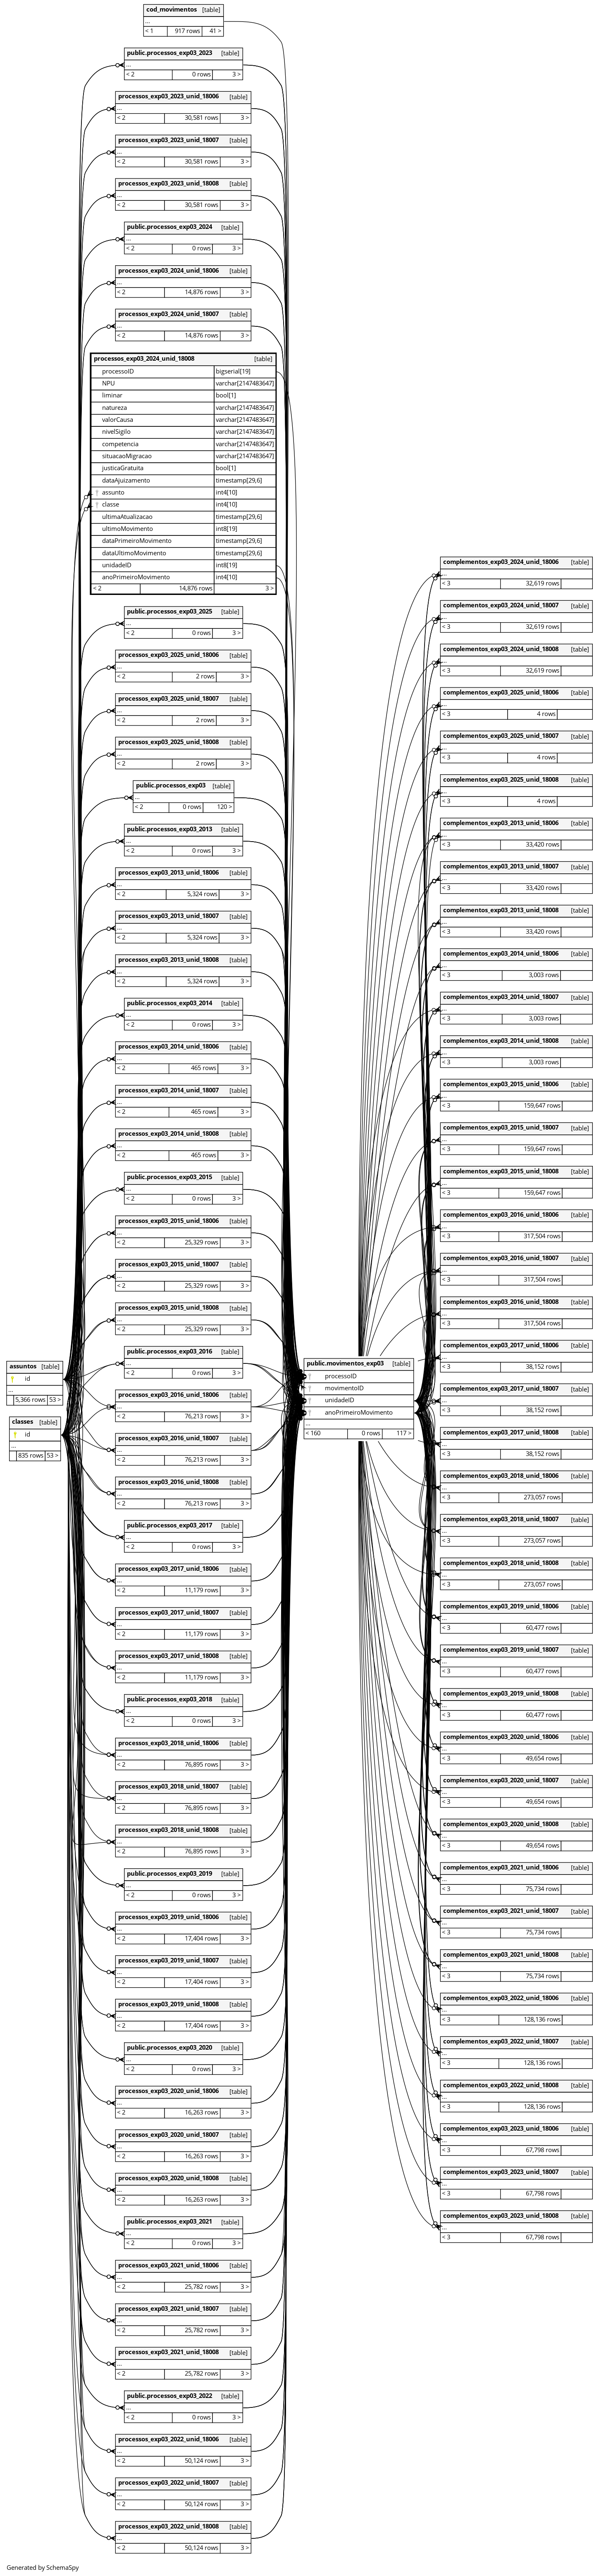 cod_movimentos [table]
...
< 1 917 rows 41 >
public.processos_exp03_2023 [table]
...
< 2 0 rows 3 >
processos_exp03_2023_unid_18006 [table]
...
< 2 30,581 rows 3 >
processos_exp03_2023_unid_18007 [table]
...
< 2 30,581 rows 3 >
processos_exp03_2023_unid_18008 [table]
...
< 2 30,581 rows 3 >
public.processos_exp03_2024 [table]
...
< 2 0 rows 3 >
processos_exp03_2024_unid_18006 [table]
...
< 2 14,876 rows 3 >
processos_exp03_2024_unid_18007 [table]
...
< 2 14,876 rows 3 >
processos_exp03_2024_unid_18008 [table]
processoID bigserial[19]
NPU varchar[2147483647]
liminar bool[1]
natureza varchar[2147483647]
valorCausa varchar[2147483647]
nivelSigilo varchar[2147483647]
competencia varchar[2147483647]
situacaoMigracao varchar[2147483647]
justicaGratuita bool[1]
dataAjuizamento timestamp[29,6]
assunto int4[10]
classe int4[10]
ultimaAtualizacao timestamp[29,6]
ultimoMovimento int8[19]
dataPrimeiroMovimento timestamp[29,6]
dataUltimoMovimento timestamp[29,6]
unidadeID int8[19]
anoPrimeiroMovimento int4[10]
< 2 14,876 rows 3 >
public.processos_exp03_2025 [table]
...
< 2 0 rows 3 >
processos_exp03_2025_unid_18006 [table]
...
< 2 2 rows 3 >
processos_exp03_2025_unid_18007 [table]
...
< 2 2 rows 3 >
processos_exp03_2025_unid_18008 [table]
...
< 2 2 rows 3 >
public.processos_exp03 [table]
...
< 2 0 rows 120 >
public.processos_exp03_2013 [table]
...
< 2 0 rows 3 >
processos_exp03_2013_unid_18006 [table]
...
< 2 5,324 rows 3 >
processos_exp03_2013_unid_18007 [table]
...
< 2 5,324 rows 3 >
processos_exp03_2013_unid_18008 [table]
...
< 2 5,324 rows 3 >
public.processos_exp03_2014 [table]
...
< 2 0 rows 3 >
processos_exp03_2014_unid_18006 [table]
...
< 2 465 rows 3 >
processos_exp03_2014_unid_18007 [table]
...
< 2 465 rows 3 >
processos_exp03_2014_unid_18008 [table]
...
< 2 465 rows 3 >
public.processos_exp03_2015 [table]
...
< 2 0 rows 3 >
processos_exp03_2015_unid_18006 [table]
...
< 2 25,329 rows 3 >
processos_exp03_2015_unid_18007 [table]
...
< 2 25,329 rows 3 >
processos_exp03_2015_unid_18008 [table]
...
< 2 25,329 rows 3 >
public.processos_exp03_2016 [table]
...
< 2 0 rows 3 >
processos_exp03_2016_unid_18006 [table]
...
< 2 76,213 rows 3 >
processos_exp03_2016_unid_18007 [table]
...
< 2 76,213 rows 3 >
processos_exp03_2016_unid_18008 [table]
...
< 2 76,213 rows 3 >
public.processos_exp03_2017 [table]
...
< 2 0 rows 3 >
processos_exp03_2017_unid_18006 [table]
...
< 2 11,179 rows 3 >
processos_exp03_2017_unid_18007 [table]
...
< 2 11,179 rows 3 >
processos_exp03_2017_unid_18008 [table]
...
< 2 11,179 rows 3 >
public.processos_exp03_2018 [table]
...
< 2 0 rows 3 >
processos_exp03_2018_unid_18006 [table]
...
< 2 76,895 rows 3 >
processos_exp03_2018_unid_18007 [table]
...
< 2 76,895 rows 3 >
processos_exp03_2018_unid_18008 [table]
...
< 2 76,895 rows 3 >
public.processos_exp03_2019 [table]
...
< 2 0 rows 3 >
processos_exp03_2019_unid_18006 [table]
...
< 2 17,404 rows 3 >
processos_exp03_2019_unid_18007 [table]
...
< 2 17,404 rows 3 >
processos_exp03_2019_unid_18008 [table]
...
< 2 17,404 rows 3 >
public.processos_exp03_2020 [table]
...
< 2 0 rows 3 >
processos_exp03_2020_unid_18006 [table]
...
< 2 16,263 rows 3 >
processos_exp03_2020_unid_18007 [table]
...
< 2 16,263 rows 3 >
processos_exp03_2020_unid_18008 [table]
...
< 2 16,263 rows 3 >
public.processos_exp03_2021 [table]
...
< 2 0 rows 3 >
processos_exp03_2021_unid_18006 [table]
...
< 2 25,782 rows 3 >
processos_exp03_2021_unid_18007 [table]
...
< 2 25,782 rows 3 >
processos_exp03_2021_unid_18008 [table]
...
< 2 25,782 rows 3 >
public.processos_exp03_2022 [table]
...
< 2 0 rows 3 >
processos_exp03_2022_unid_18006 [table]
...
< 2 50,124 rows 3 >
processos_exp03_2022_unid_18007 [table]
...
< 2 50,124 rows 3 >
processos_exp03_2022_unid_18008 [table]
...
< 2 50,124 rows 3 >
assuntos [table]
id
...
5,366 rows 53 >
classes [table]
id
...
835 rows 53 >
public.movimentos_exp03 [table]
processoID
movimentoID
unidadeID
anoPrimeiroMovimento
...
< 160 0 rows 117 >
complementos_exp03_2024_unid_18006 [table]
...
< 3 32,619 rows
complementos_exp03_2024_unid_18007 [table]
...
< 3 32,619 rows
complementos_exp03_2024_unid_18008 [table]
...
< 3 32,619 rows
complementos_exp03_2025_unid_18006 [table]
...
< 3 4 rows
complementos_exp03_2025_unid_18007 [table]
...
< 3 4 rows
complementos_exp03_2025_unid_18008 [table]
...
< 3 4 rows
complementos_exp03_2013_unid_18006 [table]
...
< 3 33,420 rows
complementos_exp03_2013_unid_18007 [table]
...
< 3 33,420 rows
complementos_exp03_2013_unid_18008 [table]
...
< 3 33,420 rows
complementos_exp03_2014_unid_18006 [table]
...
< 3 3,003 rows
complementos_exp03_2014_unid_18007 [table]
...
< 3 3,003 rows
complementos_exp03_2014_unid_18008 [table]
...
< 3 3,003 rows
complementos_exp03_2015_unid_18006 [table]
...
< 3 159,647 rows
complementos_exp03_2015_unid_18007 [table]
...
< 3 159,647 rows
complementos_exp03_2015_unid_18008 [table]
...
< 3 159,647 rows
complementos_exp03_2016_unid_18006 [table]
...
< 3 317,504 rows
complementos_exp03_2016_unid_18007 [table]
...
< 3 317,504 rows
complementos_exp03_2016_unid_18008 [table]
...
< 3 317,504 rows
complementos_exp03_2017_unid_18006 [table]
...
< 3 38,152 rows
complementos_exp03_2017_unid_18007 [table]
...
< 3 38,152 rows
complementos_exp03_2017_unid_18008 [table]
...
< 3 38,152 rows
complementos_exp03_2018_unid_18006 [table]
...
< 3 273,057 rows
complementos_exp03_2018_unid_18007 [table]
...
< 3 273,057 rows
complementos_exp03_2018_unid_18008 [table]
...
< 3 273,057 rows
complementos_exp03_2019_unid_18006 [table]
...
< 3 60,477 rows
complementos_exp03_2019_unid_18007 [table]
...
< 3 60,477 rows
complementos_exp03_2019_unid_18008 [table]
...
< 3 60,477 rows
complementos_exp03_2020_unid_18006 [table]
...
< 3 49,654 rows
complementos_exp03_2020_unid_18007 [table]
...
< 3 49,654 rows
complementos_exp03_2020_unid_18008 [table]
...
< 3 49,654 rows
complementos_exp03_2021_unid_18006 [table]
...
< 3 75,734 rows
complementos_exp03_2021_unid_18007 [table]
...
< 3 75,734 rows
complementos_exp03_2021_unid_18008 [table]
...
< 3 75,734 rows
complementos_exp03_2022_unid_18006 [table]
...
< 3 128,136 rows
complementos_exp03_2022_unid_18007 [table]
...
< 3 128,136 rows
complementos_exp03_2022_unid_18008 [table]
...
< 3 128,136 rows
complementos_exp03_2023_unid_18006 [table]
...
< 3 67,798 rows
complementos_exp03_2023_unid_18007 [table]
...
< 3 67,798 rows
complementos_exp03_2023_unid_18008 [table]
...
< 3 67,798 rows
Generated by SchemaSpy